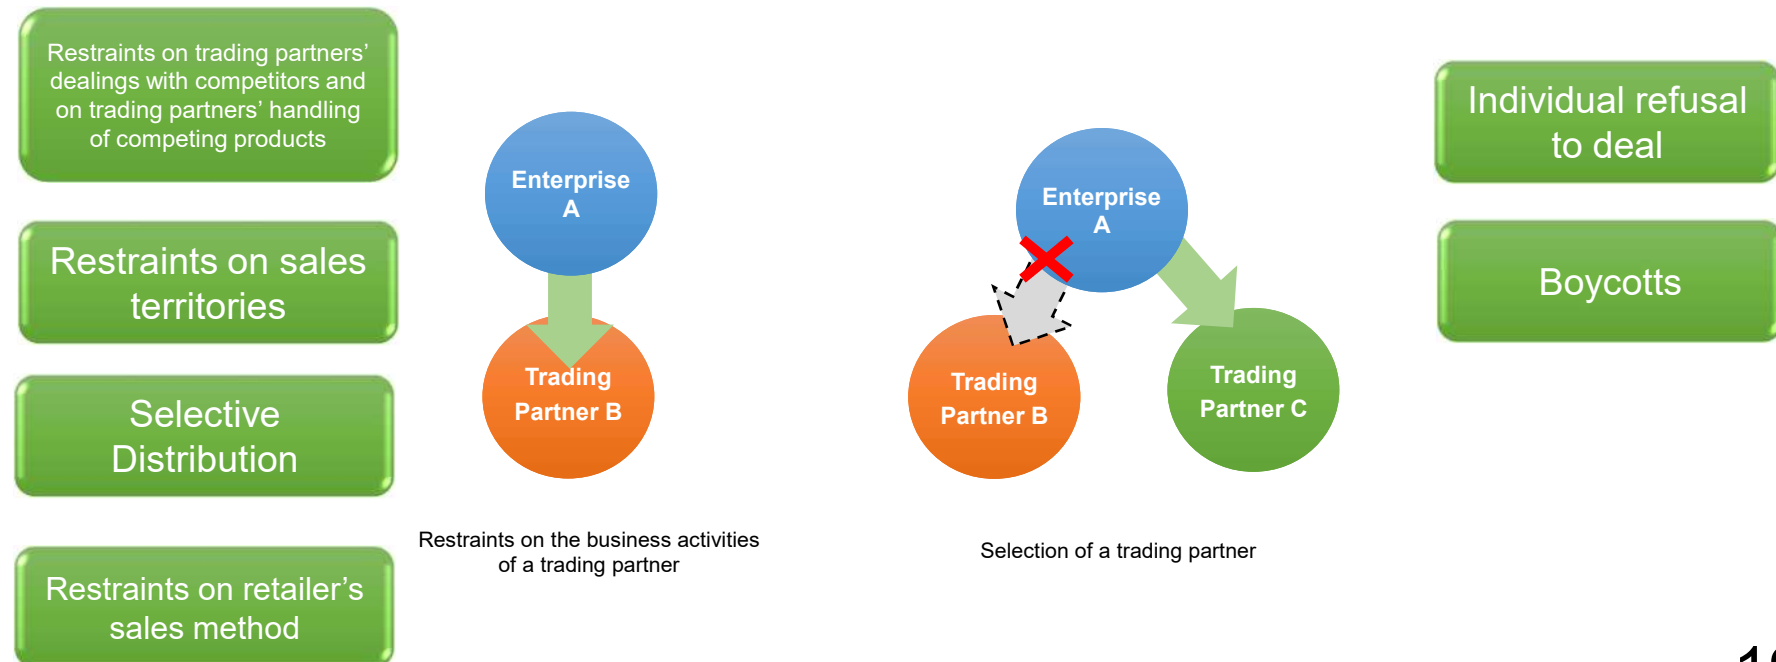 Restraints on trading partners’
dealings with competitors and
on trading partners’ handling
of competing products
Restraints on sales
territories
Selective
Distribution
Restraints on retailer’s
sales method
Enterprise
A
Trading
Partner B
Restraints on the business activities
of a trading partner
Enterprise
A
Trading
Partner B
Trading
Partner C
Selection of a trading partner
Individual refusal
to deal
Boycotts